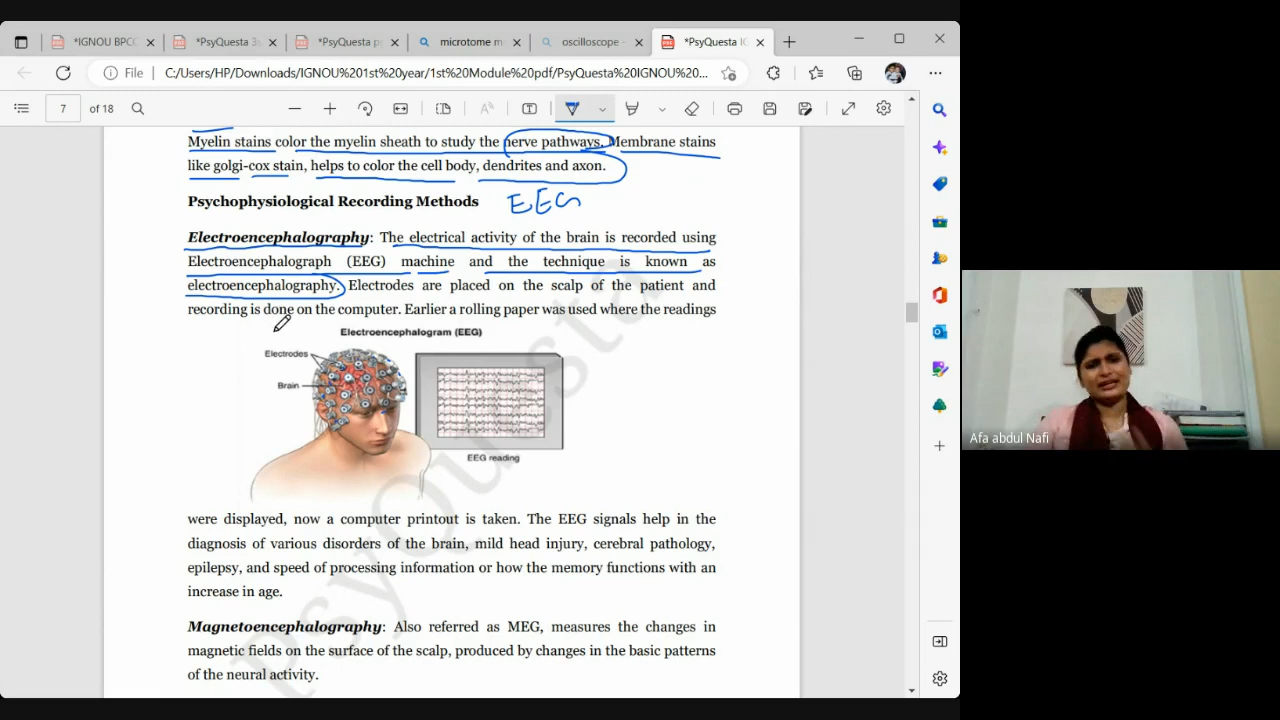 *IGNOU BPCC
*PsyQuesta 3s
*PsyQuesta p
microtome m
oscilloscope -
*PsyQuesta IG
File
C:/Users/HP/Downloads/IGNOU%201st%20year/1st%20Module%20pdf/PsyQuesta%20IGNOU%20...
7 of 18
Myelin stains color the myelin sheath to study the nerve pathways. Membrane stains
like golgi-cox stain, helps to color the cell body, dendrites and axon.
Psychophysiological Recording Methods EEG
Electroencephalography: The electrical activity of the brain is recorded using
Electroencephalograph (EEG) machine and the technique is known as
electroencephalography. Electrodes are placed on the scalp of the patient and
recording is done on the computer. Earlier a rolling paper was used where the readings
Electroencephalogram (EEG)
Electrodes
Brain
EEG reading
were displayed, now a computer printout is taken. The EEG signals help in the
diagnosis of various disorders of the brain, mild head injury, cerebral pathology,
epilepsy, and speed of processing information or how the memory functions with an
increase in age.
Magnetoencephalography: Also referred as MEG, measures the changes in
magnetic fields on the surface of the scalp, produced by changes in the basic patterns
of the neural activity.
PsyQuesta
Afa abdul Nafi